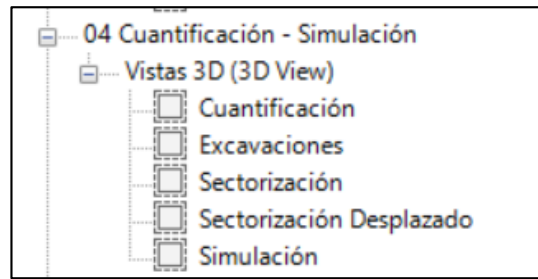 04 Cuantificación - Simulación
Vistas 3D (3D View)
Cuantificación
Excavaciones
Sectorización
Sectorización Desplazado
Simulación